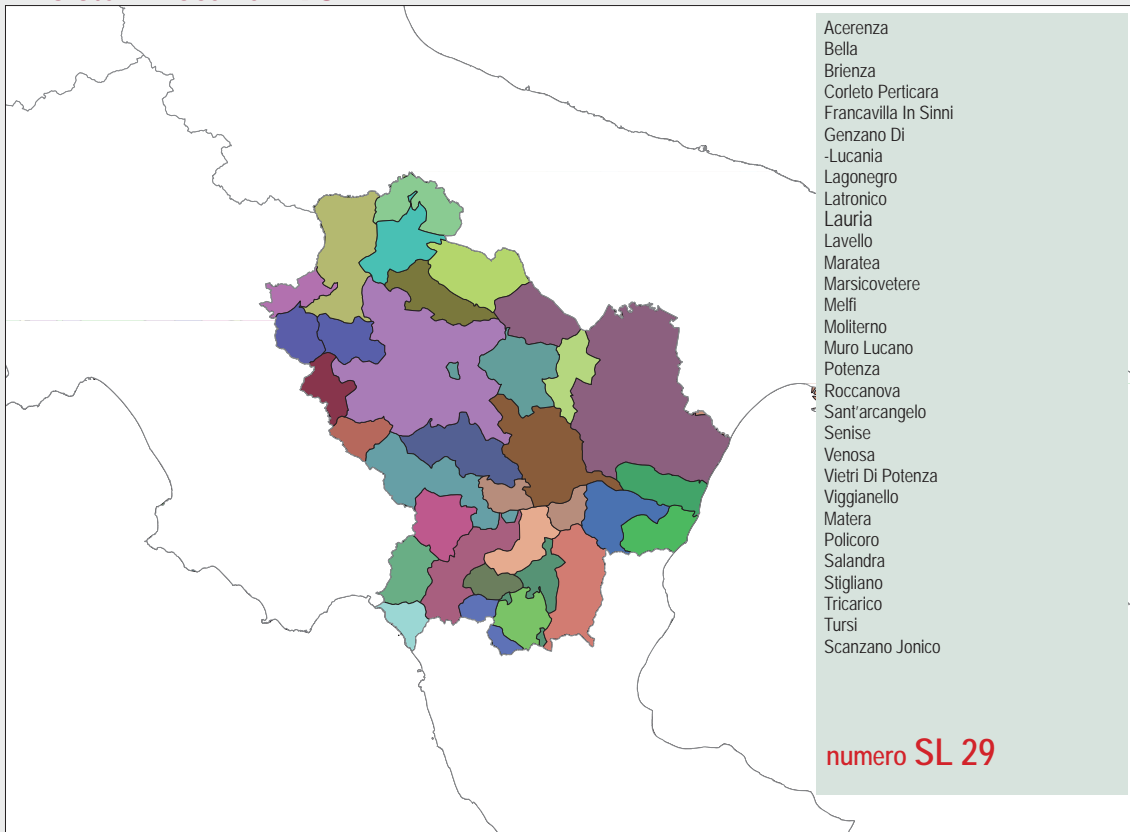 Acerenza
Bella
Brienza
Corleto Perticara
Francavilla In Sinni
Genzano Di
-Lucania
Lagonegro
Latronico
Lauria
Lavello
Maratea
Marsicovetere
Melfi
Moliterno
Muro Lucano
Potenza
Roccanova
Sant'arcangelo
Senise
Venosa
Vietri Di Potenza
Viggianello
Matera
Policoro
Salandra
Stigliano
Tricarico
Tursi
Scanzano Jonico
numero SL 29